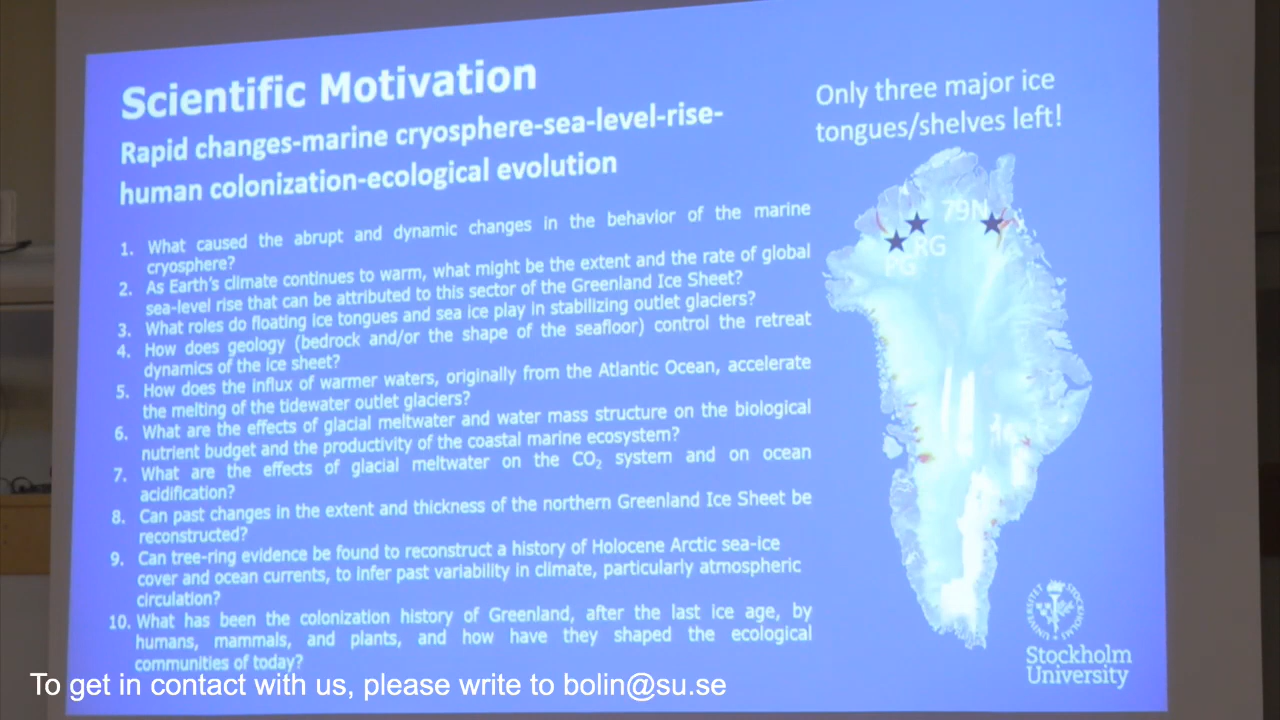 Scientific Motivation
Rapid changes-marine cryosphere-sea-level-rise-
human colonization-ecological evolution
1. What caused the abrupt and dynamic changes in the behavior of the marine
cryosphere?
2. As Earth's climate continues to warm, what might be the extent and the rate of global
sea-level rise that can be attributed to this sector of the Greenland Ice Sheet?
3. What roles do floating ice tongues and sea ice play in stabilizing outlet glaciers?
4. How does geology (bedrock and/or the shape of the seafloor) control the retreat
dynamics of the ice sheet?
5. How does the influx of warmer waters, originally from the Atlantic Ocean, accelerate
the melting of the tidewater outlet glaciers?
6. What are the effects of glacial meltwater and water mass structure on the biological
nutrient budget and the productivity of the coastal marine ecosystem?
7. What are the effects of glacial meltwater on the CO₂ system and on ocean
acidification?
8. Can past changes in the extent and thickness of the northern Greenland Ice Sheet be
reconstructed?
9. Can tree-ring evidence be found to reconstruct a history of Holocene Arctic sea-ice
cover and ocean currents, to infer past variability in climate, particularly atmospheric
circulation?
10. What has been the colonization history of Greenland, after the last ice age, by
humans, mammals, and plants, and how have they shaped the ecological
communities of today?
Only three major ice
tongues/shelves left!
79N
RG
PG
Stockholm
University
To get in contact with us, please write to bolin@su.se